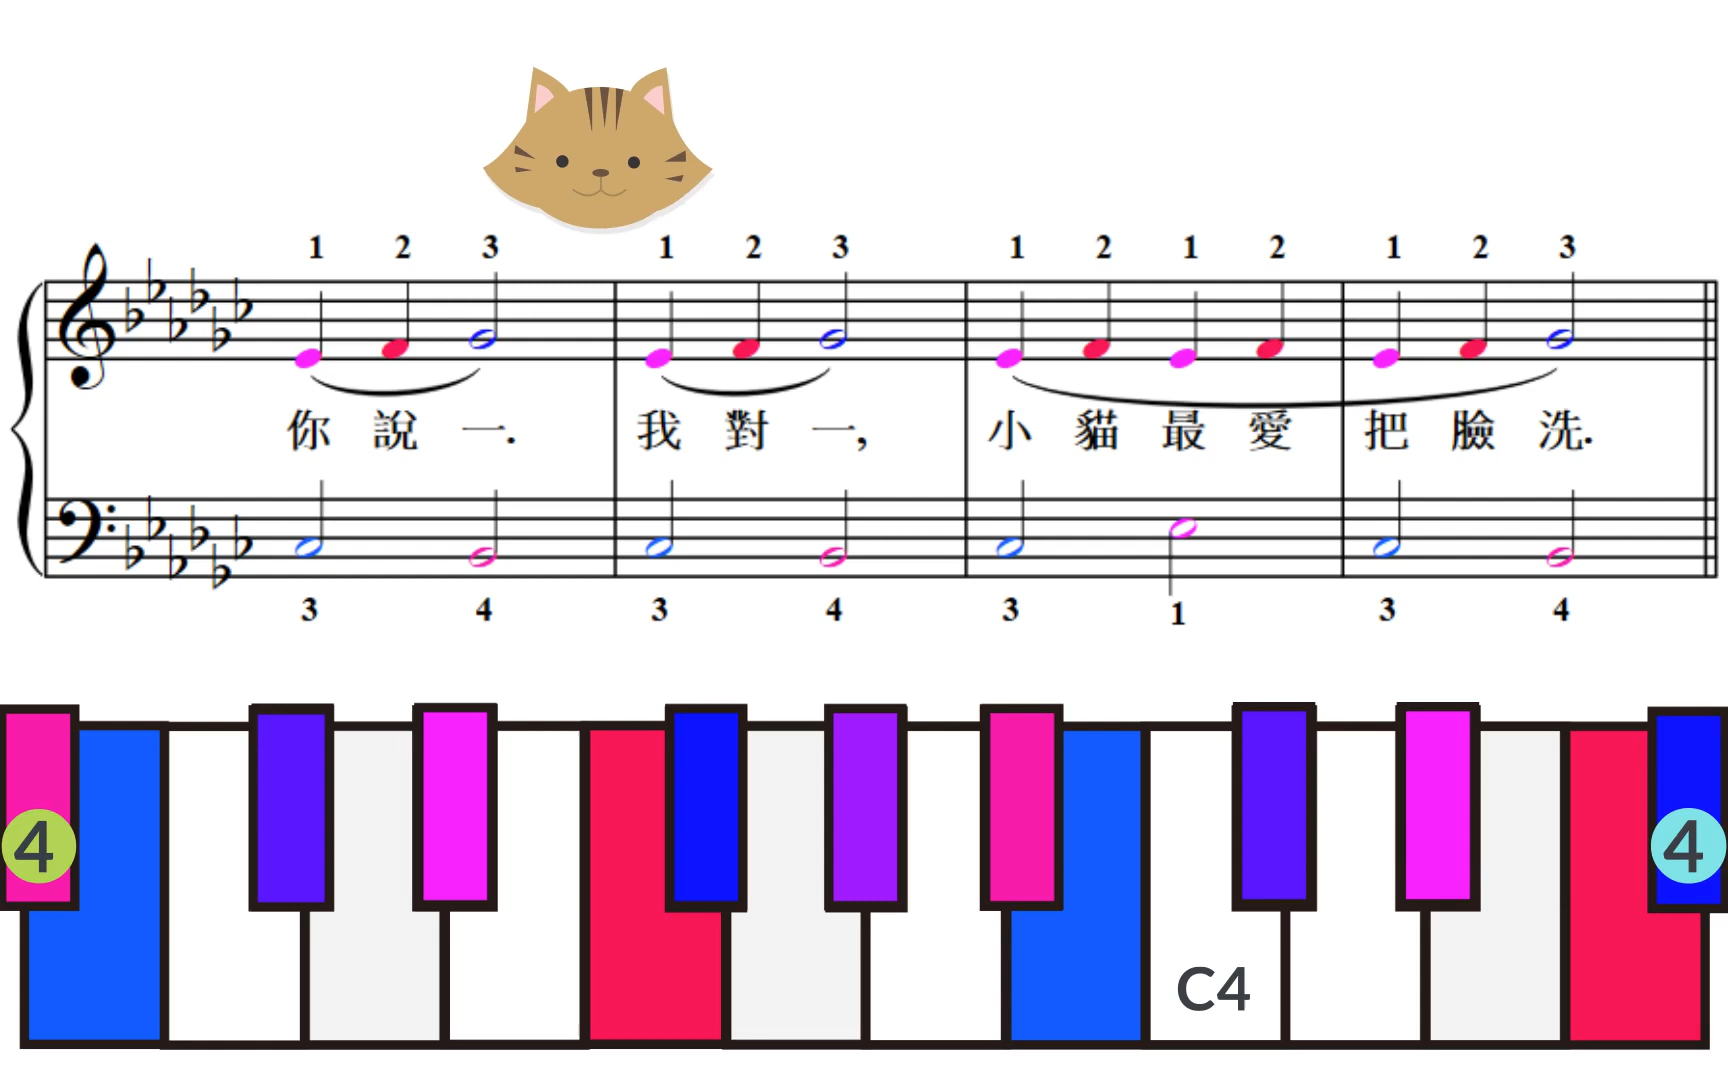 1 2 3 1 2 3 1 2 1 2 1 2 3
你 說 一. 我 對 一, 小 貓 最 愛 把 臉 洗.
3 4 3 4 3 1 3 4
4 4
C4